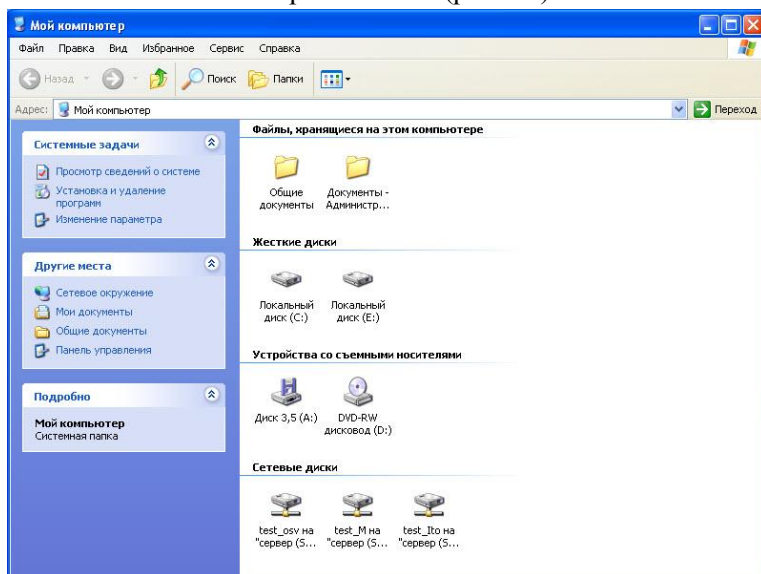 Мой компьютер
Файл Правка Вид Избранное Сервис Справка
Назад Поиск Папки
Адрес: Мой компьютер Переход
Системные задачи
Просмотр сведений о системе
Установка и удаление
программ
Изменение параметра
Другие места
Сетевое окружение
Мои документы
Общие документы
Панель управления
Подробно
Мой компьютер
Системная папка
Файлы, хранящиеся на этом компьютере
Общие
документы
Документы -
Администр...
Жесткие диски
Локальный
диск (C:)
Локальный
диск (E:)
Устройства со съемными носителями
Диск 3,5 (A:)
DVD-RW
дисковод (D:)
Сетевые диски
test_osv на
"сервер (S...
test_M на
"сервер (S...
test_Ito на
"сервер (S...